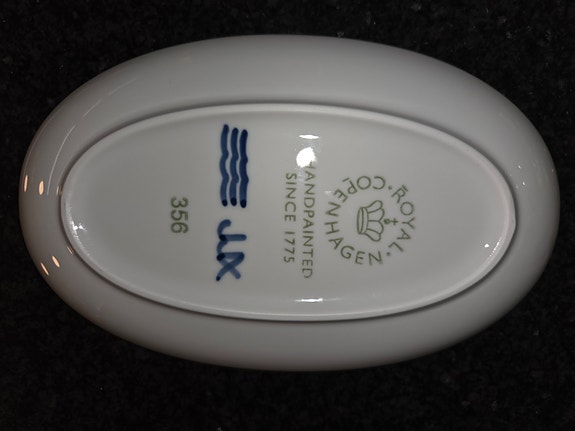 ROYAL.
COPENHAGEN.
HANDPAINTED
SINCE 1775
356